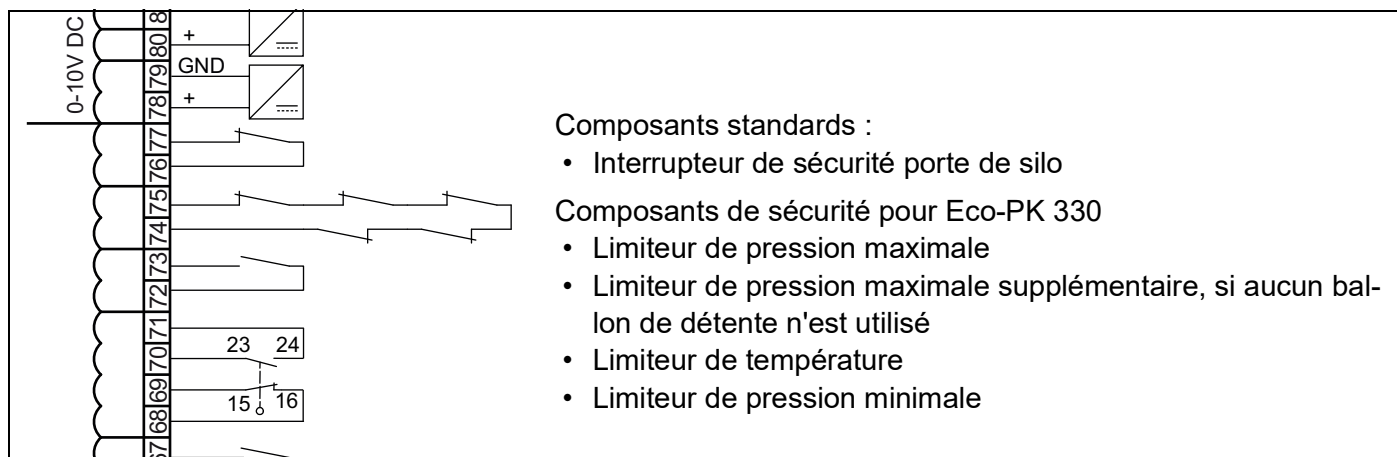 0-10V DC
8
80
+
79
GND
78
+
77
76
75
74
73
72
71
70
23 24
69
15 16
68
67
Composants standards :
• Interrupteur de sécurité porte de silo
Composants de sécurité pour Eco-PK 330
• Limiteur de pression maximale
• Limiteur de pression maximale supplémentaire, si aucun bal-
lon de détente n'est utilisé
• Limiteur de température
• Limiteur de pression minimale